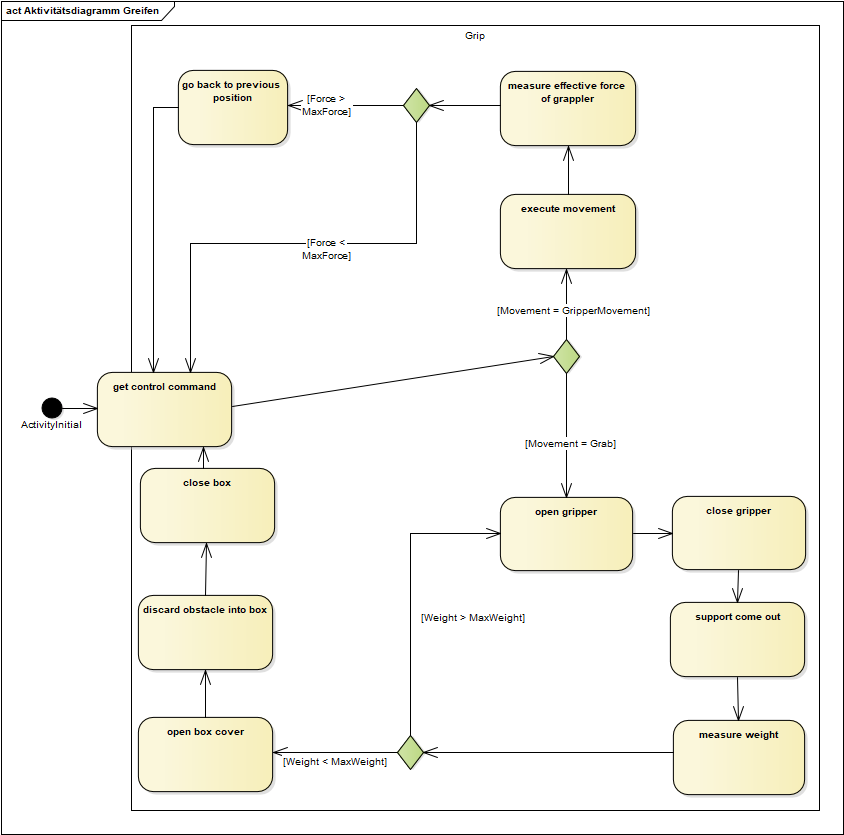 act Aktivitätsdiagramm Greifen
Grip
go back to previous
position
[Force >
MaxForce]
measure effective force
of grappler
execute movement
[Force <
MaxForce]
[Movement = GripperMovement]
get control command
ActivityInitial
[Movement = Grab]
close box
open gripper
close gripper
discard obstacle into box
[Weight > MaxWeight]
support come out
open box cover
measure weight
[Weight < MaxWeight]